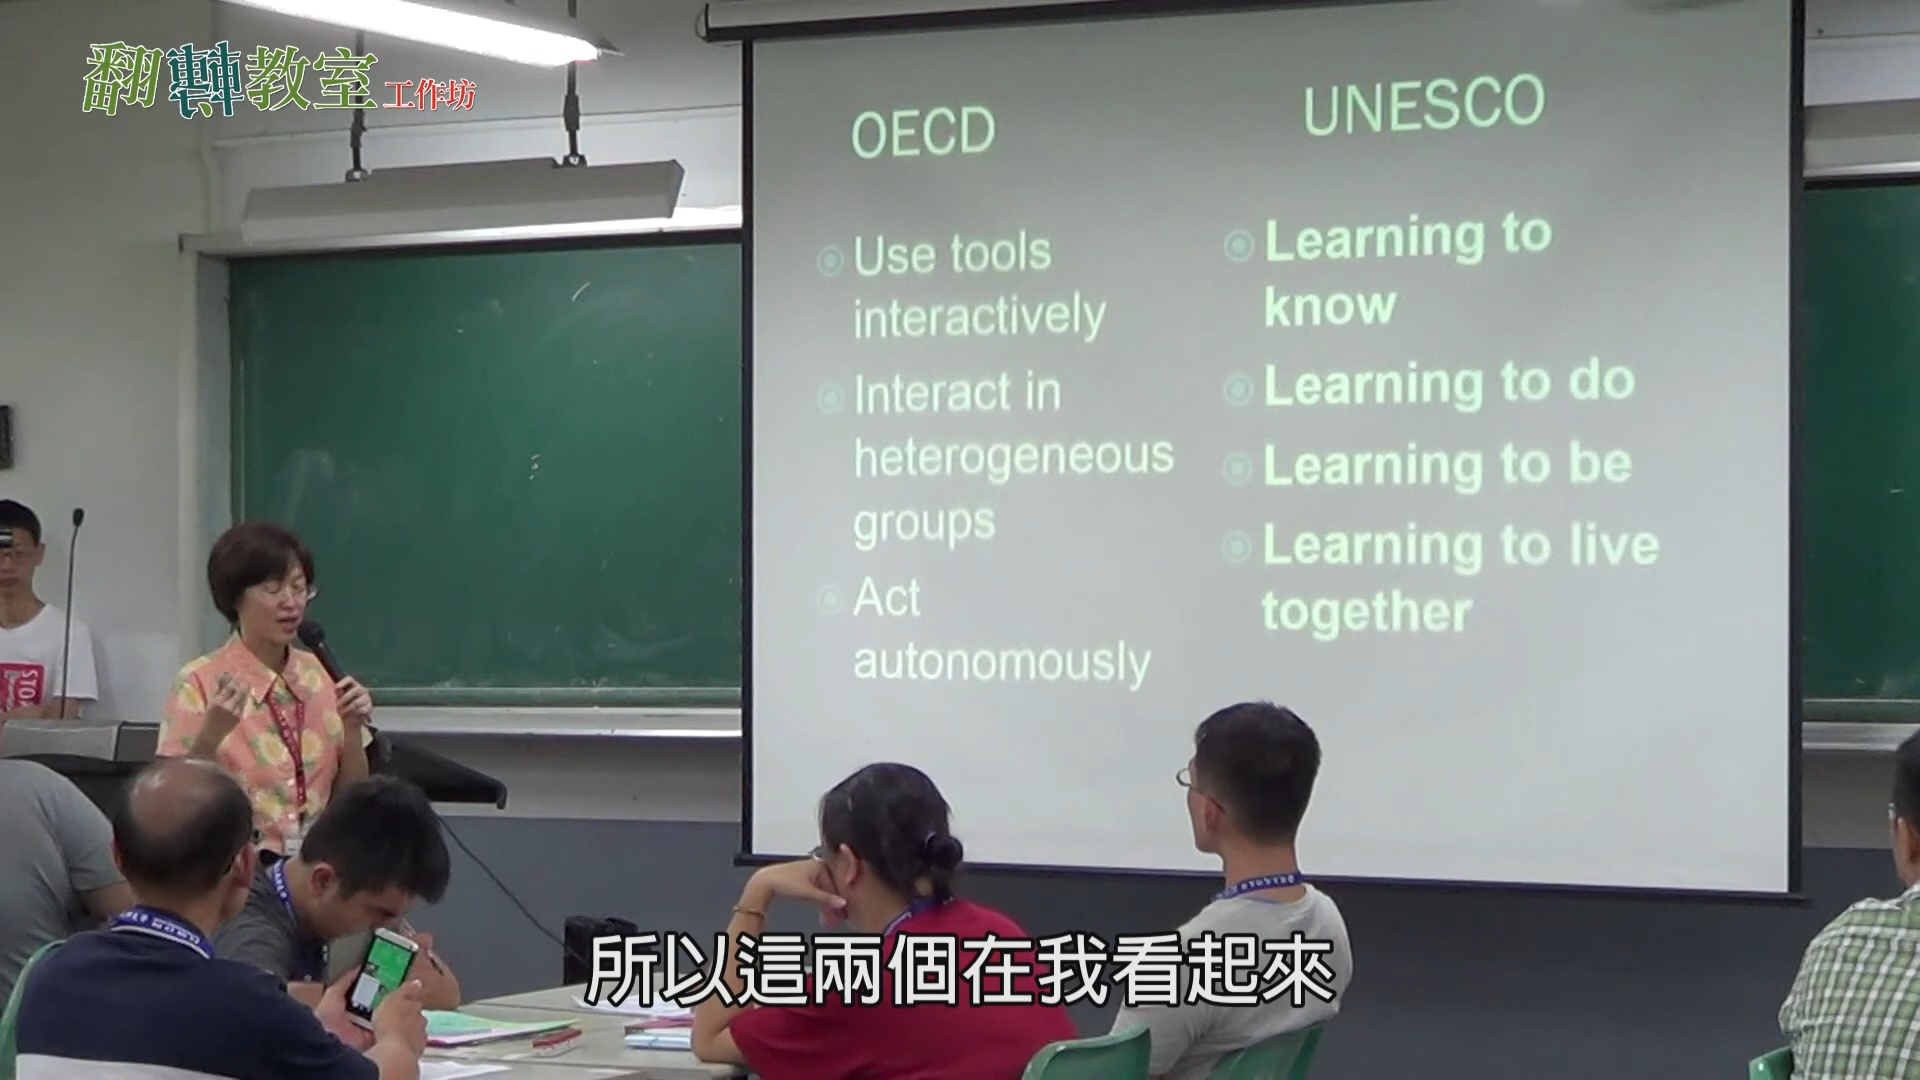 翻轉教室工作坊
OECD
Use tools
interactively
Interact in
heterogeneous
groups
Act
autonomously
UNESCO
Learning to
know
Learning to do
Learning to be
Learning to live
together
STO
所以這兩個在我看起來